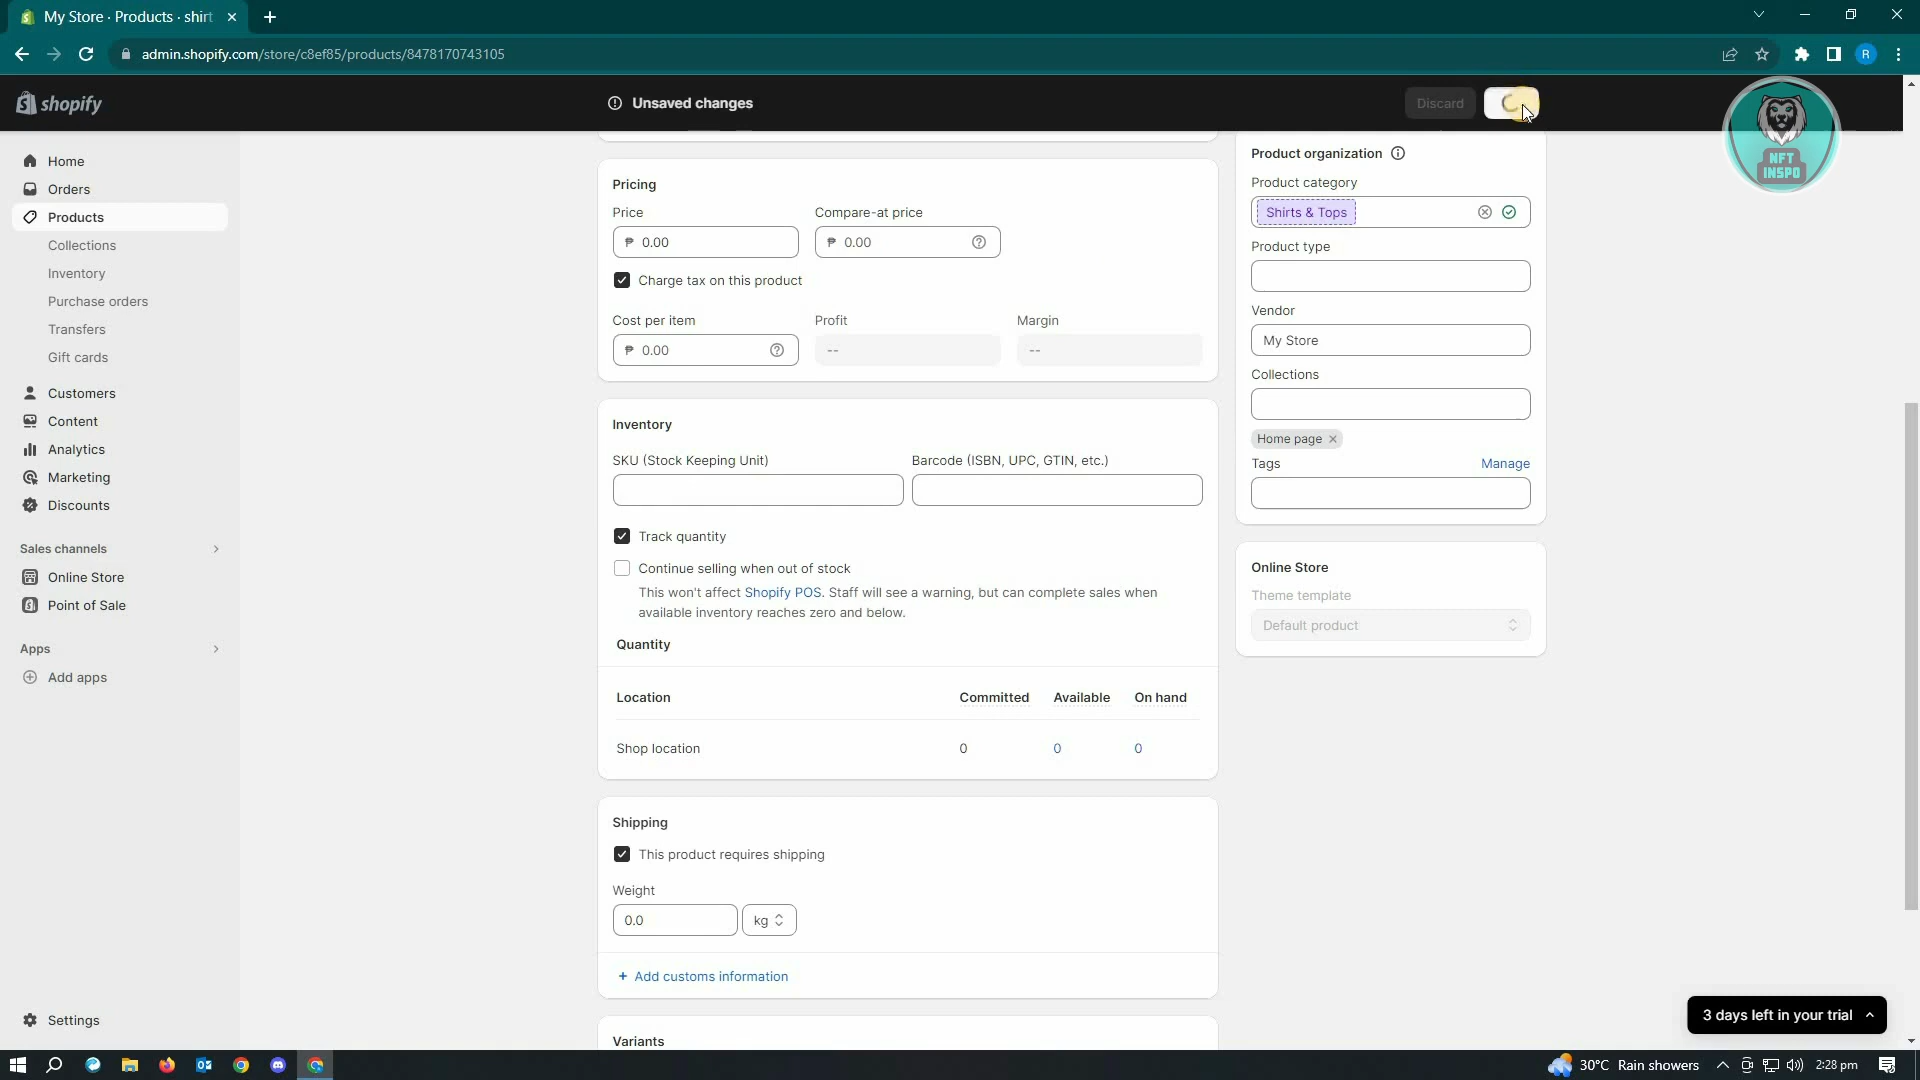 My Store · Products · shirt
admin.shopify.com/store/c8ef85/products/8478170743105
R
shopify
Unsaved changes
Discard
NFT
INSPO
Home
Orders
Products
Collections
Inventory
Purchase orders
Transfers
Gift cards
Customers
Content
Analytics
Marketing
Discounts
Sales channels
Online Store
Point of Sale
Apps
Add apps
Settings
Pricing
Price
Compare-at price
₱ 0.00
₱ 0.00
Charge tax on this product
Cost per item
Profit
Margin
₱ 0.00
--
--
Inventory
SKU (Stock Keeping Unit)
Barcode (ISBN, UPC, GTIN, etc.)
Track quantity
Continue selling when out of stock
This won't affect Shopify POS. Staff will see a warning, but can complete sales when
available inventory reaches zero and below.
Quantity
Location
Committed
Available
On hand
Shop location
0
0
0
Shipping
This product requires shipping
Weight
0.0
kg
+ Add customs information
Variants
Product organization
Product category
Shirts & Tops
Product type
Vendor
My Store
Collections
Home page
Tags
Manage
Online Store
Theme template
Default product
3 days left in your trial
30°C Rain showers
2:28 pm